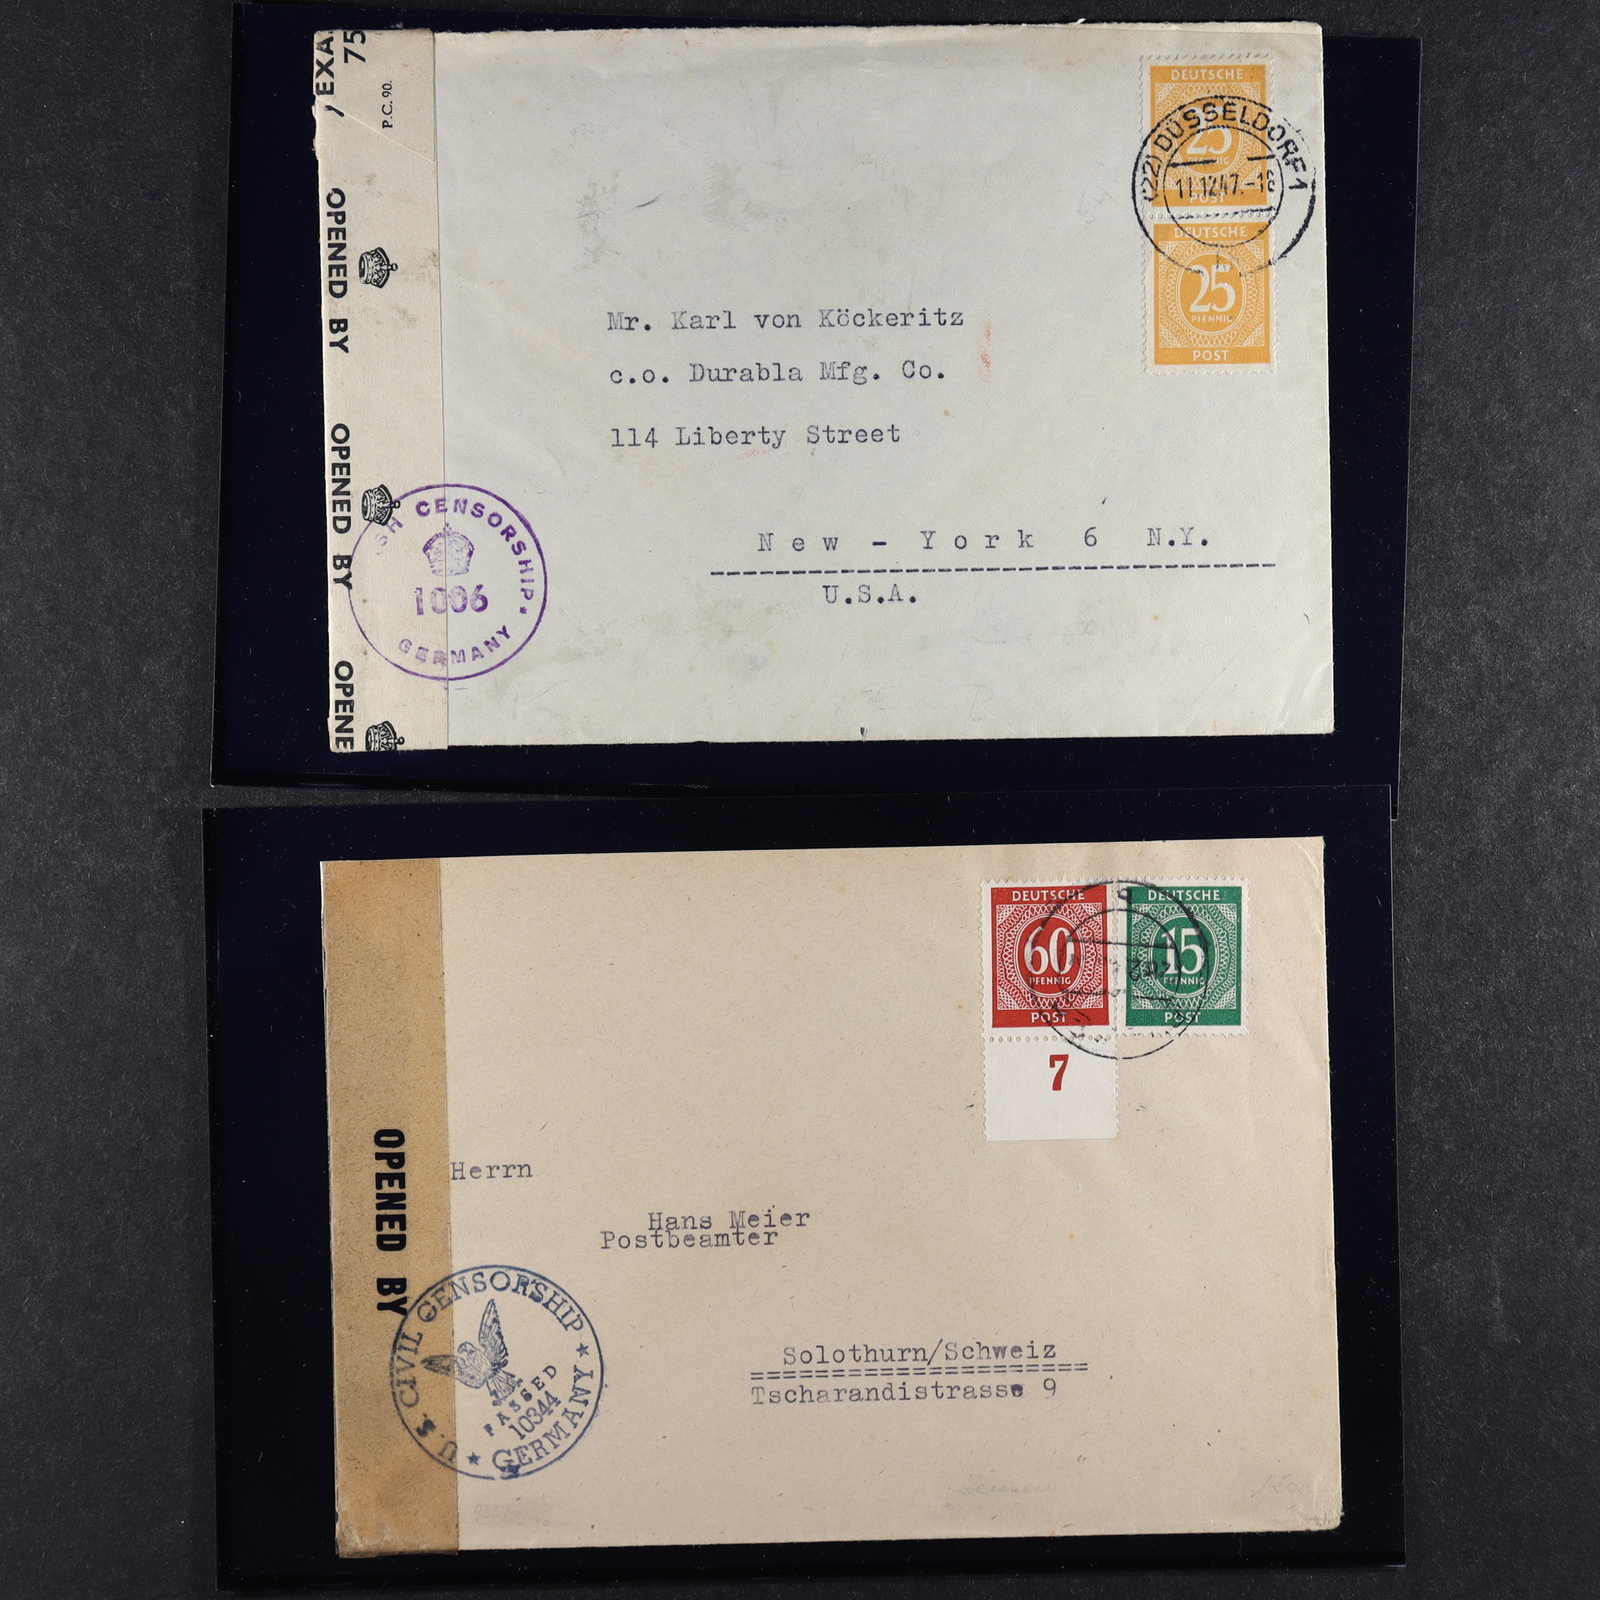 / EXA
75
P.C. 90.
OPENED BY
OPENED BY
OPENE
DEUTSCHE
25
PFENNIG
POST
(22) DÜSSELDORF 1
11.12.47.-18
DEUTSCHE
25
PFENNIG
POST
Mr. Karl von Köckeritz
c.o. Durabla Mfg. Co.
114 Liberty Street
New - York 6 N.Y.
U.S.A.
SH CENSORSHIP.
1006
GERMANY
DEUTSCHE
60
PFENNIG
POST
7
DEUTSCHE
15
PFENNIG
POST
OPENED BY
Herrn
Hans Meier
Postbeamter
Solothurn/Schweiz
Tscharandistrasse 9
U.S. CIVIL CENSORSHIP
PASSED
10344
GERMANY